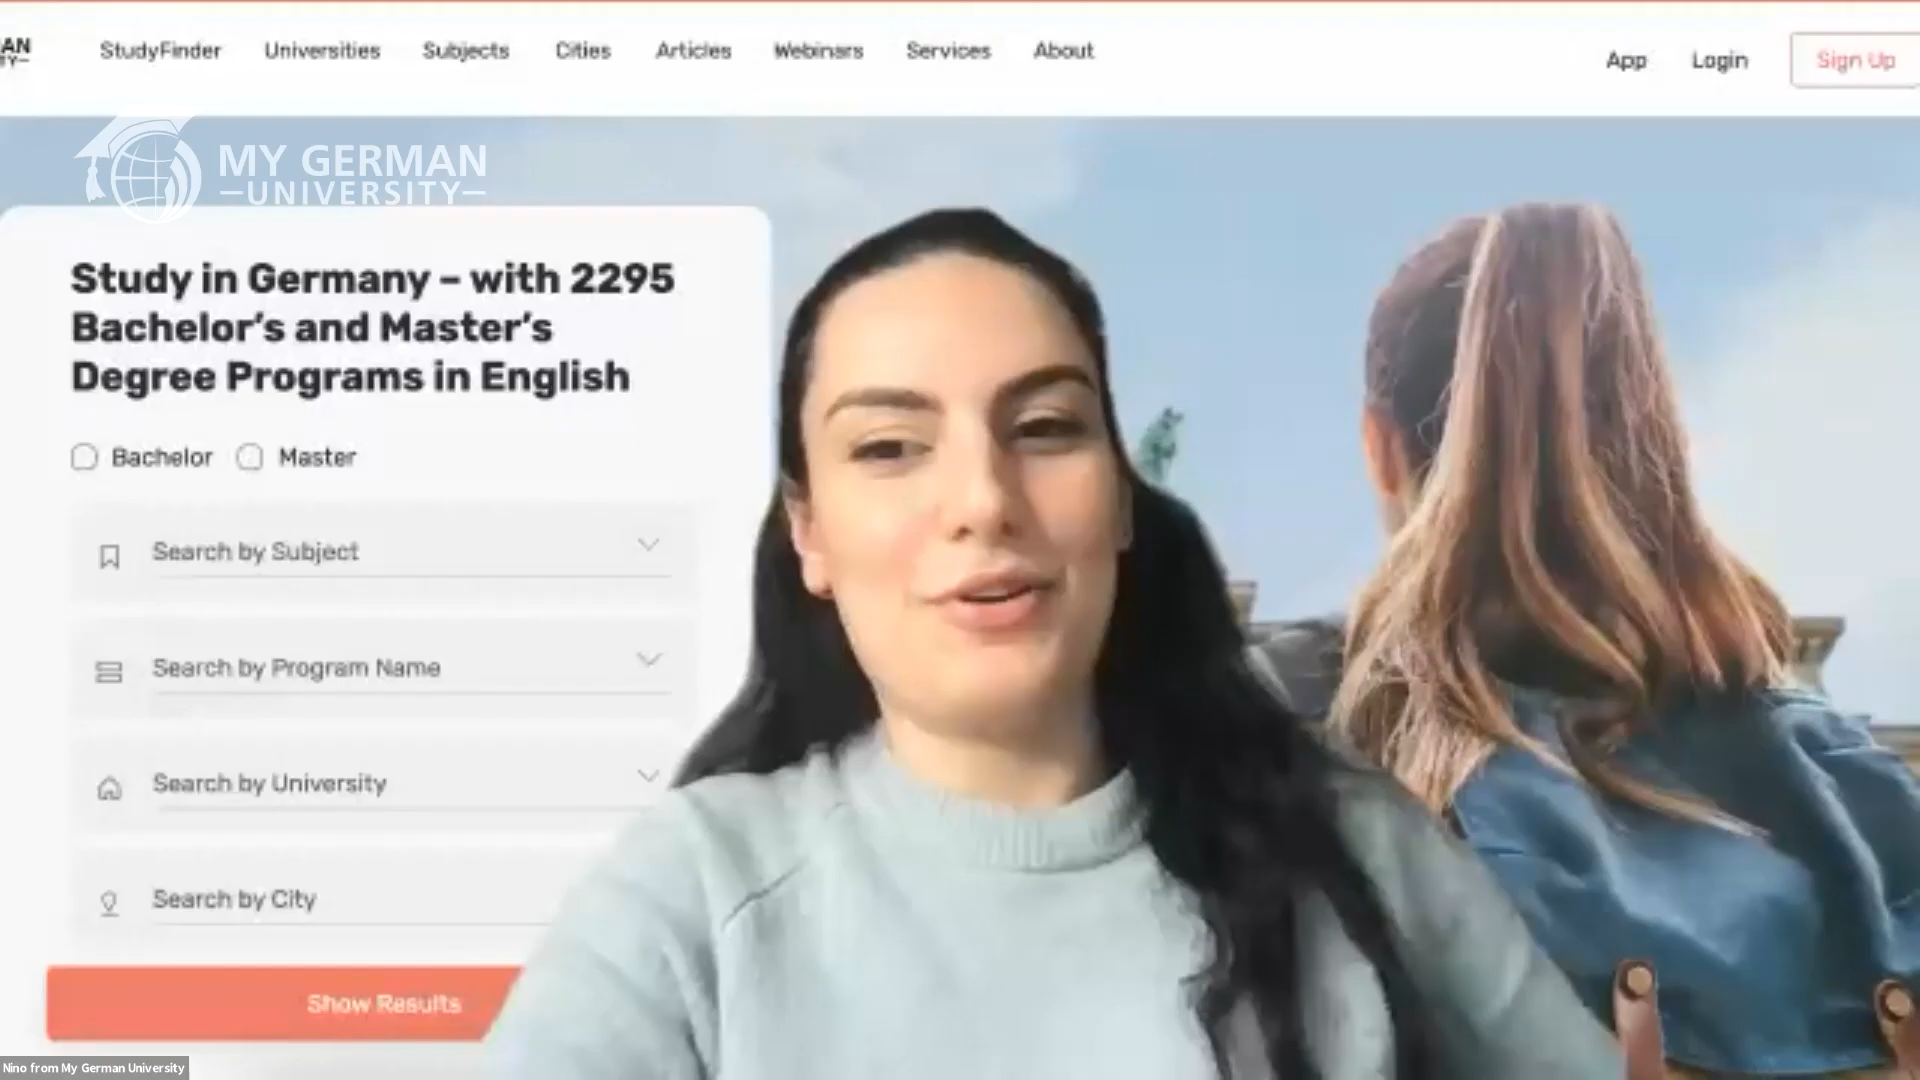 AN
TY–
StudyFinder Universities Subjects Cities Articles Webinars Services About
App Login Sign Up
MY GERMAN
–UNIVERSITY–
Study in Germany – with 2295
Bachelor's and Master's
Degree Programs in English
Bachelor Master
Search by Subject
Search by Program Name
Search by University
Search by City
Show Results
Nino from My German University